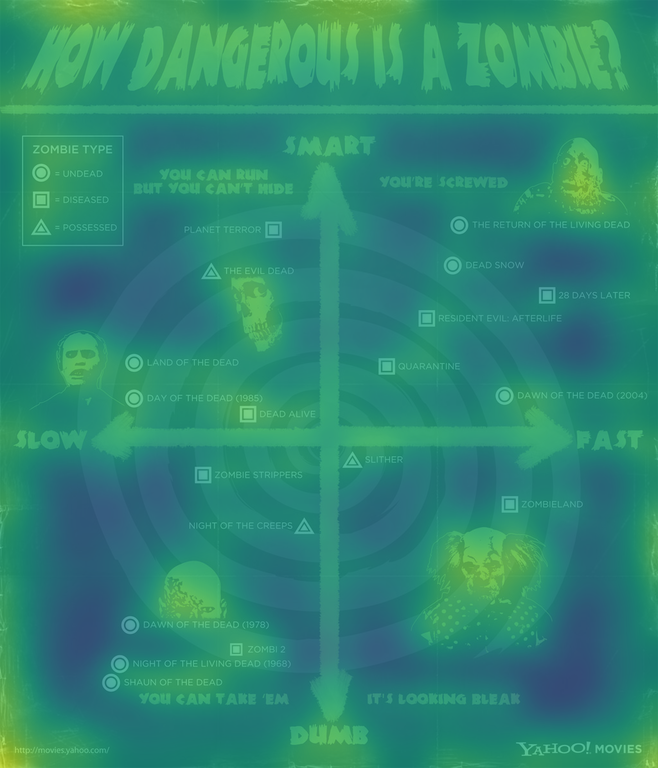 HOW DANGEROUS IS A ZOMBIE?
ZOMBIE TYPE
= UNDEAD
= DISEASED
= POSSESSED
SMART
YOU CAN RUN
BUT YOU CAN'T HIDE
YOU'RE SCREWED
PLANET TERROR
THE RETURN OF THE LIVING DEAD
THE EVIL DEAD
DEAD SNOW
28 DAYS LATER
RESIDENT EVIL: AFTERLIFE
LAND OF THE DEAD
QUARANTINE
DAY OF THE DEAD (1985)
DAWN OF THE DEAD (2004)
DEAD ALIVE
SLOW
FAST
SLITHER
ZOMBIE STRIPPERS
ZOMBIELAND
NIGHT OF THE CREEPS
DAWN OF THE DEAD (1978)
ZOMBI 2
NIGHT OF THE LIVING DEAD (1968)
SHAUN OF THE DEAD
YOU CAN TAKE 'EM
IT'S LOOKING BLEAK
DUMB
http://movies.yahoo.com/
YAHOO! MOVIES